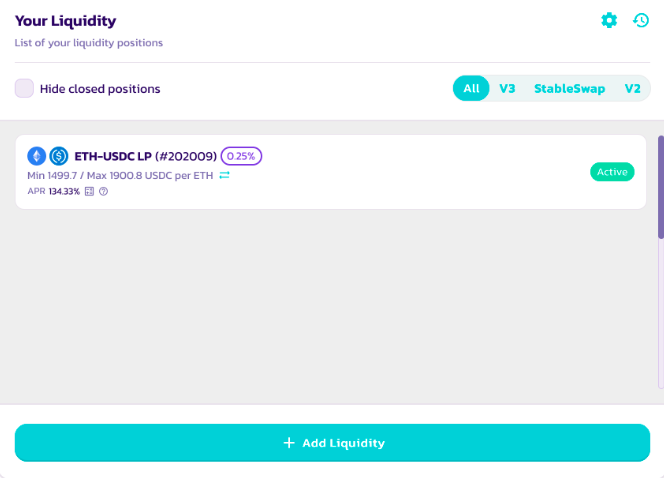 Your Liquidity
List of your liquidity positions
Hide closed positions
All V3 StableSwap V2
ETH-USDC LP (#202009) 0.25%
Min 1499.7 / Max 1900.8 USDC per ETH
Active
APR 134.33%
+ Add Liquidity